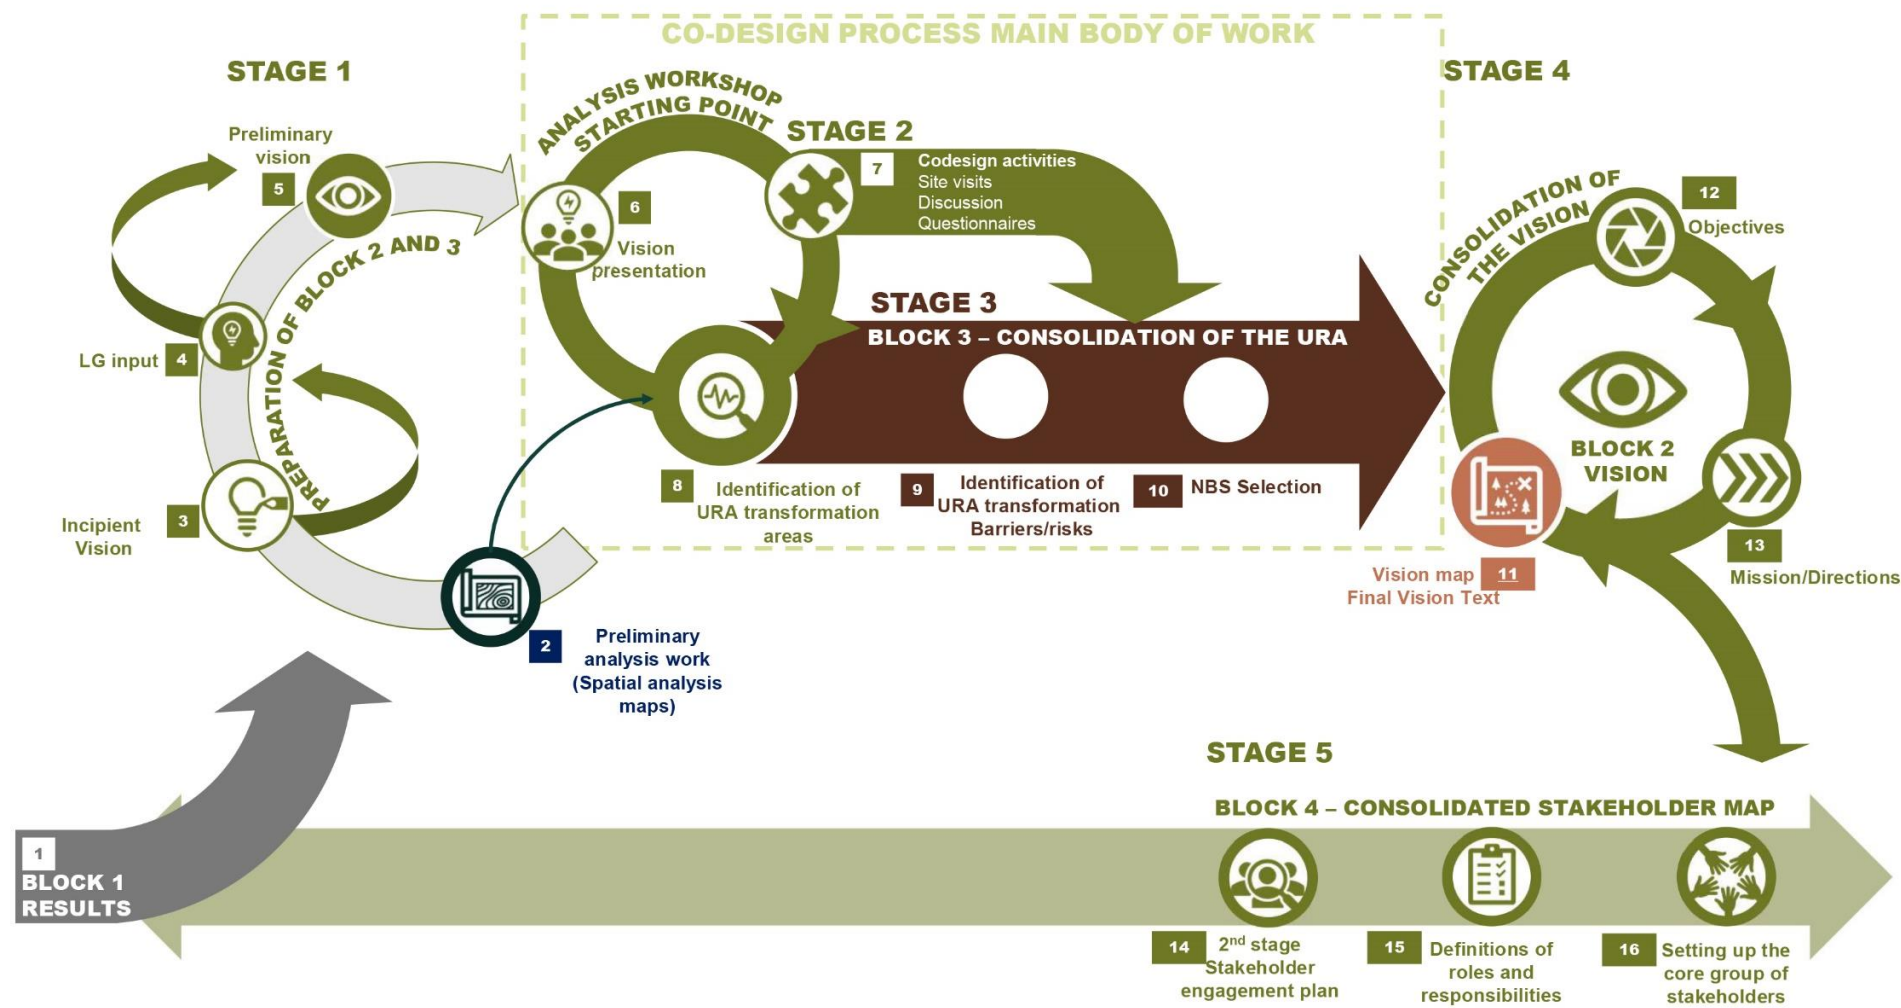 CO-DESIGN PROCESS MAIN BODY OF WORK
STAGE 1
Preliminary
vision
5
LG input
4
Incipient
Vision
3
PREPARATION OF BLOCK 2 AND 3
2
Preliminary
analysis work
(Spatial analysis
maps)
1
BLOCK 1
RESULTS
ANALYSIS WORKSHOP
STARTING POINT
6
Vision
presentation
STAGE 2
7
Codesign activities
Site visits
Discussion
Questionnaires
STAGE 3
BLOCK 3 – CONSOLIDATION OF THE URA
8
Identification of
URA transformation
areas
9
Identification of
URA transformation
Barriers/risks
10
NBS Selection
STAGE 4
CONSOLIDATION OF
THE VISION
12
Objectives
BLOCK 2
VISION
13
Mission/Directions
Vision map
11
Final Vision Text
STAGE 5
BLOCK 4 – CONSOLIDATED STAKEHOLDER MAP
14
2nd stage
Stakeholder
engagement plan
15
Definitions of
roles and
responsibilities
16
Setting up the
core group of
stakeholders